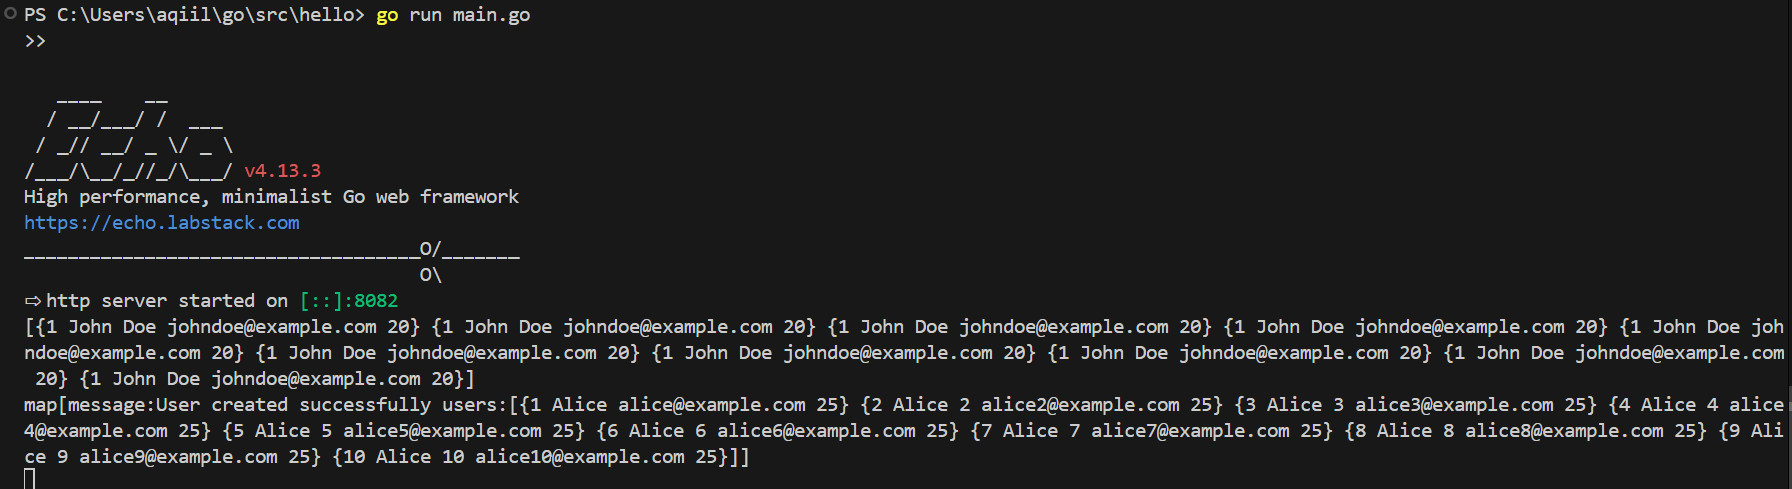 PS C:\Users\aqiil\go\src\hello> go run main.go
>>
   ____    __
  / __/___/ /  ___
 / _// __/ _ \/ _ \
/___/\__/_//_/\___/ v4.13.3
High performance, minimalist Go web framework
https://echo.labstack.com
____________________________________O/_______
                                    O\
⇨ http server started on [::]:8082
[{1 John Doe johndoe@example.com 20} {1 John Doe johndoe@example.com 20} {1 John Doe johndoe@example.com 20} {1 John Doe johndoe@example.com 20} {1 John Doe joh
ndoe@example.com 20} {1 John Doe johndoe@example.com 20} {1 John Doe johndoe@example.com 20} {1 John Doe johndoe@example.com 20} {1 John Doe johndoe@example.com
 20} {1 John Doe johndoe@example.com 20}]
map[message:User created successfully users:[{1 Alice alice@example.com 25} {2 Alice 2 alice2@example.com 25} {3 Alice 3 alice3@example.com 25} {4 Alice 4 alice
4@example.com 25} {5 Alice 5 alice5@example.com 25} {6 Alice 6 alice6@example.com 25} {7 Alice 7 alice7@example.com 25} {8 Alice 8 alice8@example.com 25} {9 Ali
ce 9 alice9@example.com 25} {10 Alice 10 alice10@example.com 25}]]